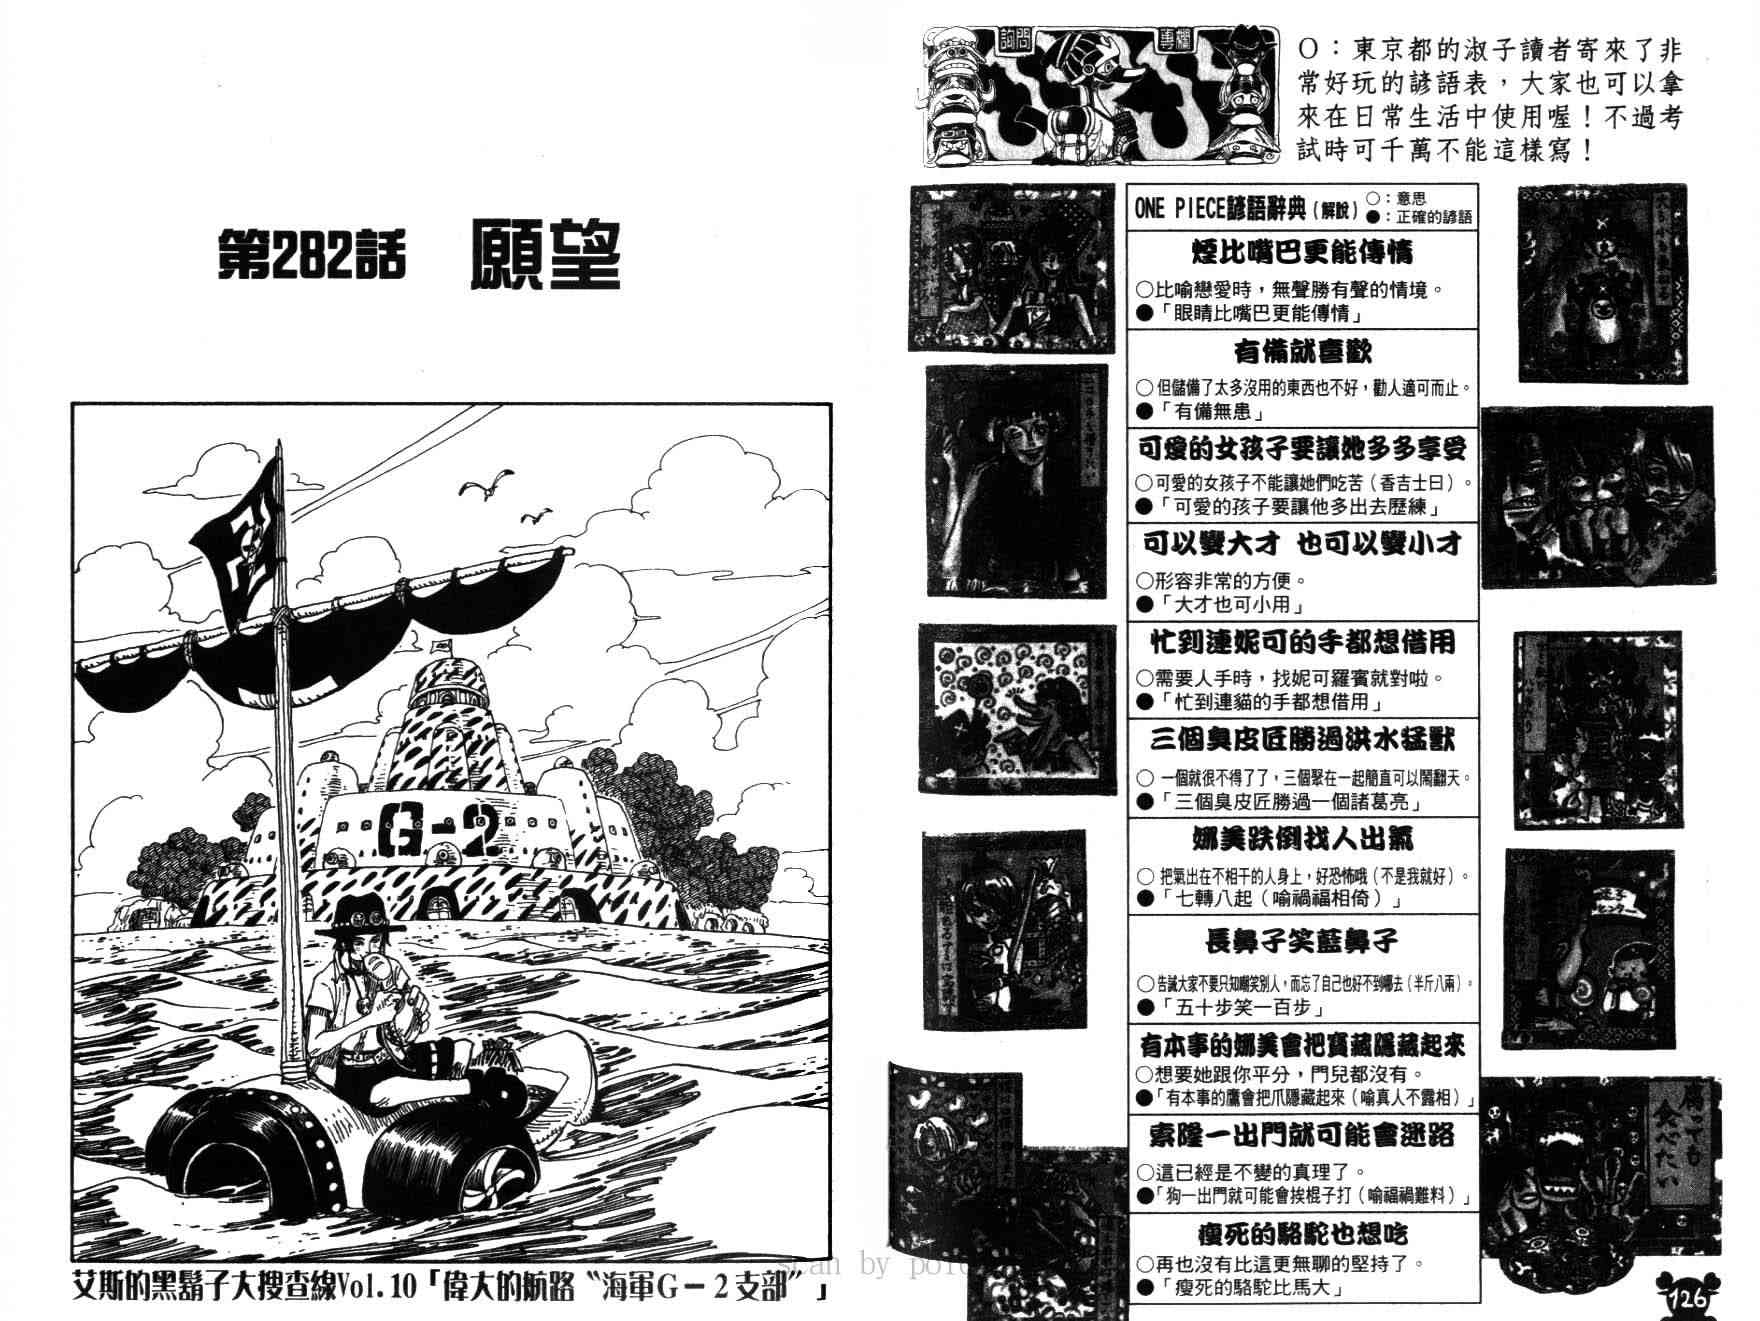 詢問
專欄
O：東京都的淑子讀者寄來了非
常好玩的諺語表，大家也可以拿
來在日常生活中使用喔！不過考
試時可千萬不能這樣寫！
ONE PIECE諺語辭典（解說）
○：意思
●：正確的諺語
煙比嘴巴更能傳情
○比喻戀愛時，無聲勝有聲的情境。
●「眼睛比嘴巴更能傳情」
有備就喜歡
○但儲備了太多沒用的東西也不好，勸人適可而止。
●「有備無患」
可愛的女孩子要讓她多多享受
○可愛的女孩子不能讓她們吃苦（香吉士曰）。
●「可愛的孩子要讓他多出去歷練」
可以變大才 也可以變小才
○形容非常的方便。
●「大才也可小用」
忙到連妮可的手都想借用
○需要人手時，找妮可羅賓就對啦。
●「忙到連貓的手都想借用」
三個臭皮匠勝過洪水猛獸
○一個就很不得了了，三個聚在一起簡直可以鬧翻天。
●「三個臭皮匠勝過一個諸葛亮」
娜美跌倒找人出氣
○把氣出在不相干的人身上，好恐怖哦（不是我就好）。
●「七轉八起（喻禍福相倚）」
長鼻子笑藍鼻子
○告誡大家不要只知嘲笑別人，而忘了自己也好不到哪去（半斤八兩）。
●「五十步笑一百步」
有本事的娜美會把寶藏隱藏起來
○想要她跟你平分，門兒都沒有。
●「有本事的鷹會把爪隱藏起來（喻真人不露相）」
索隆一出門就可能會迷路
○這已經是不變的真理了。
●「狗一出門就可能會挨棍子打（喻福禍難料）」
瘦死的駱駝也想吃
○再也沒有比這更無聊的堅持了。
●「瘦死的駱駝比馬大」
腐っても
食べたい
126
第282話 願望
G-2
艾斯的黑鬍子大搜查線Vol.10「偉大的航路〝海軍G－2支部〞」
scan by